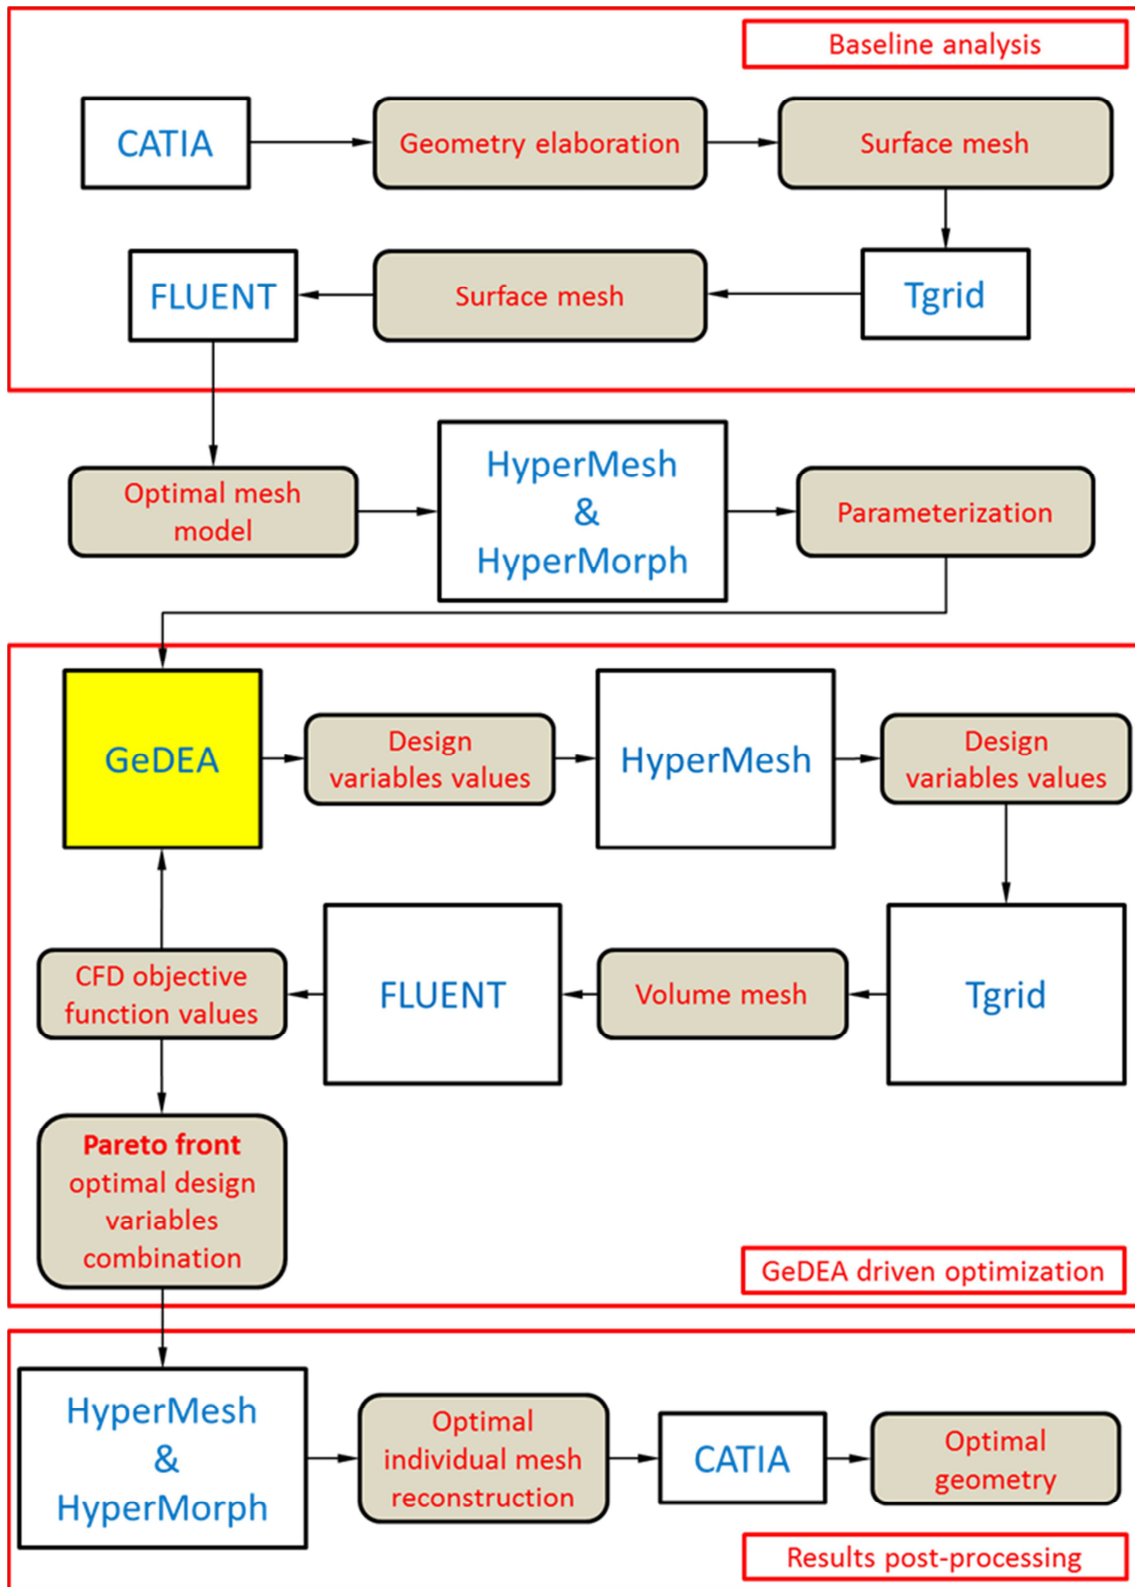 Baseline analysis
CATIA
Geometry elaboration
Surface mesh
FLUENT
Surface mesh
Tgrid
Optimal mesh
model
HyperMesh
&
HyperMorph
Parameterization
GeDEA
Design
variables values
HyperMesh
Design
variables values
CFD objective
function values
FLUENT
Volume mesh
Tgrid
Pareto front
optimal design
variables
combination
GeDEA driven optimization
HyperMesh
&
HyperMorph
Optimal
individual mesh
reconstruction
CATIA
Optimal
geometry
Results post-processing